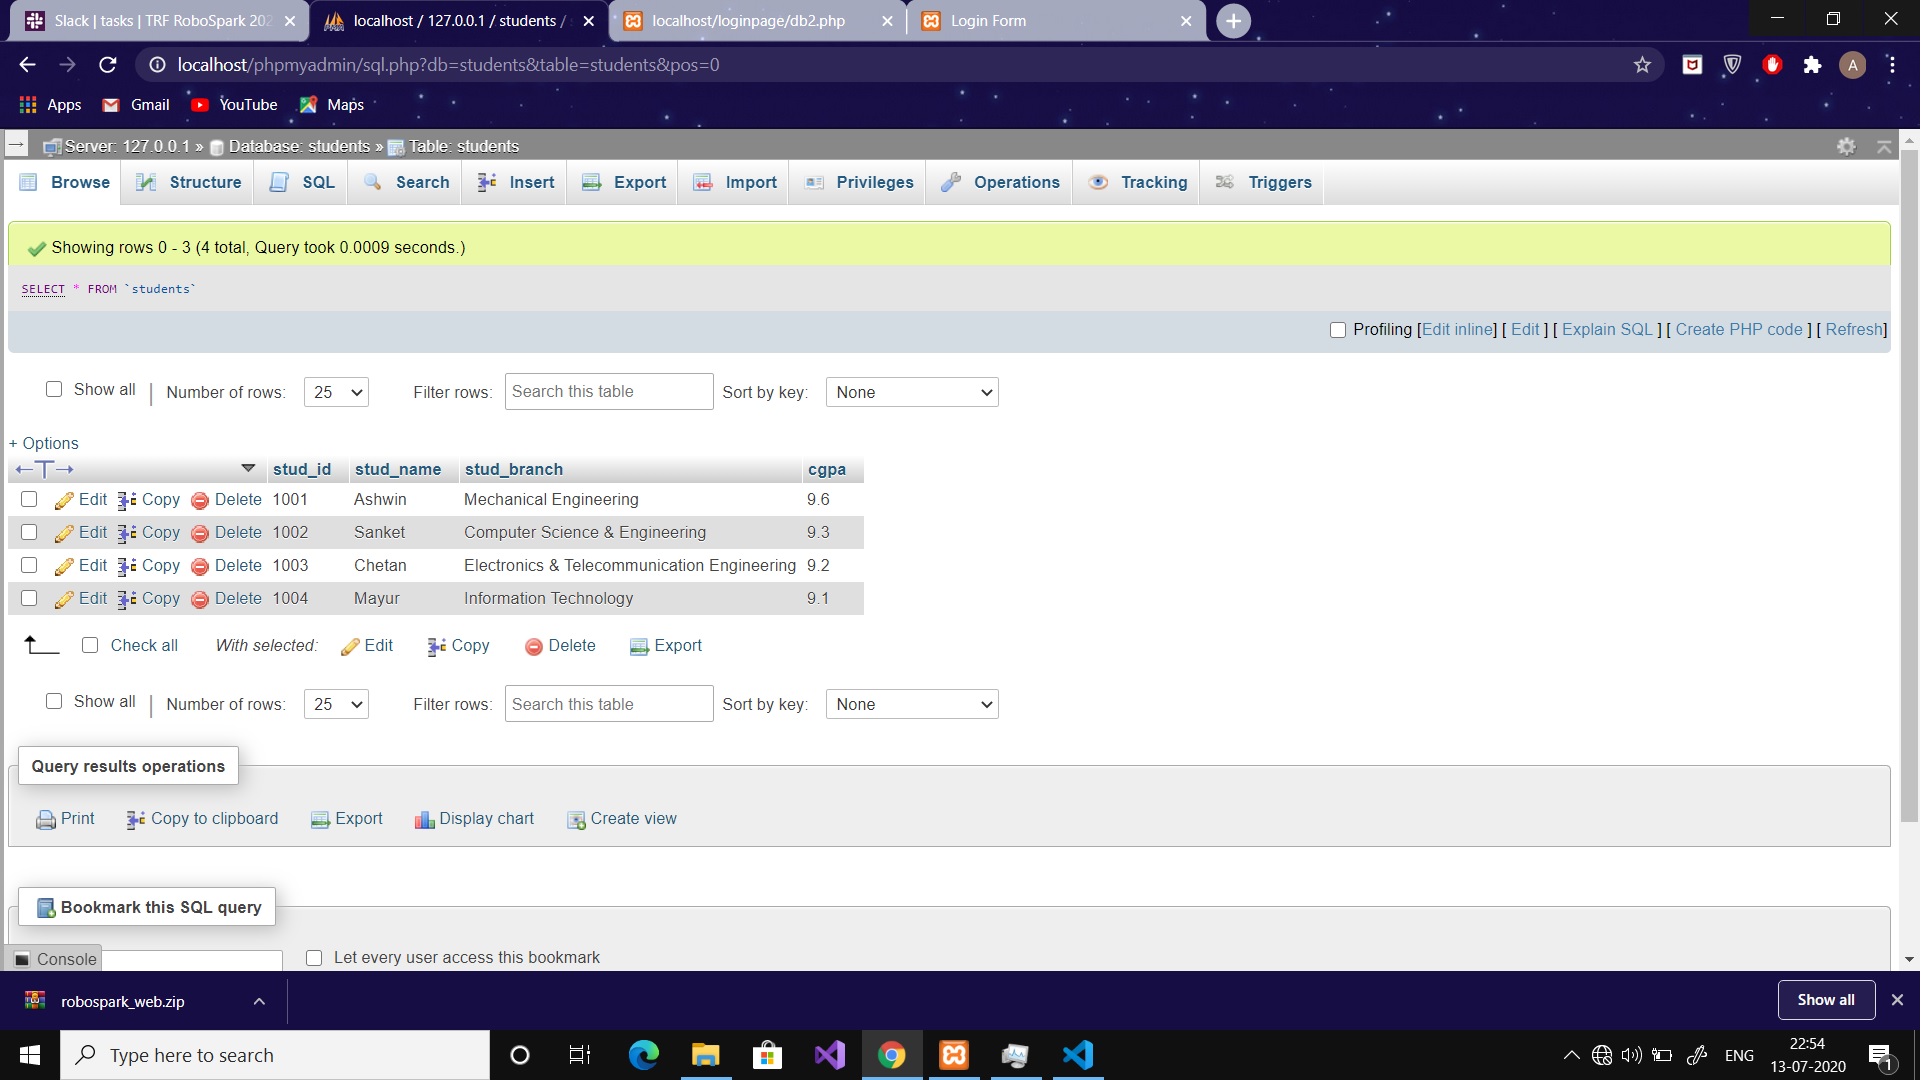 Slack | tasks | TRF RoboSpark 202
localhost / 127.0.0.1 / students /
localhost/loginpage/db2.php
Login Form
localhost/phpmyadmin/sql.php?db=students&table=students&pos=0
A
Apps Gmail YouTube Maps
Server: 127.0.0.1 » Database: students » Table: students
Browse Structure SQL Search Insert Export Import Privileges Operations Tracking Triggers
Showing rows 0 - 3 (4 total, Query took 0.0009 seconds.)
SELECT * FROM `students`
Profiling [Edit inline] [ Edit ] [ Explain SQL ] [ Create PHP code ] [ Refresh]
Show all | Number of rows: 25 Filter rows: Search this table Sort by key: None
+ Options
←T→ stud_id stud_name stud_branch cgpa
Edit Copy Delete 1001 Ashwin Mechanical Engineering 9.6
Edit Copy Delete 1002 Sanket Computer Science & Engineering 9.3
Edit Copy Delete 1003 Chetan Electronics & Telecommunication Engineering 9.2
Edit Copy Delete 1004 Mayur Information Technology 9.1
Check all With selected: Edit Copy Delete Export
Show all | Number of rows: 25 Filter rows: Search this table Sort by key: None
Query results operations
Print Copy to clipboard Export Display chart Create view
Bookmark this SQL query
Console Let every user access this bookmark
robospark_web.zip Show all
Type here to search
ENG
22:54
13-07-2020
1